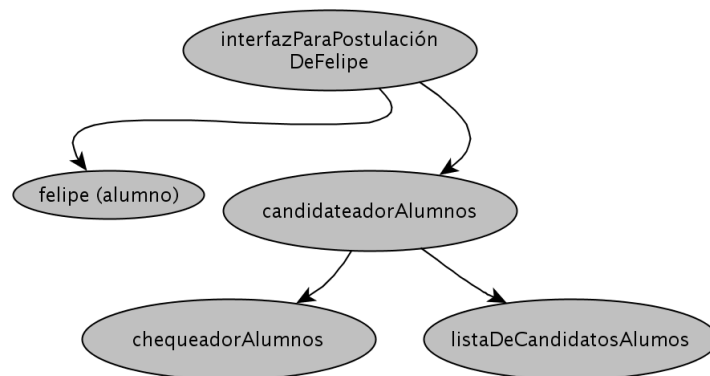 interfazParaPostulación
DeFelipe
felipe (alumno)
candidateadorAlumnos
chequeadorAlumnos
listaDeCandidatosAlumos